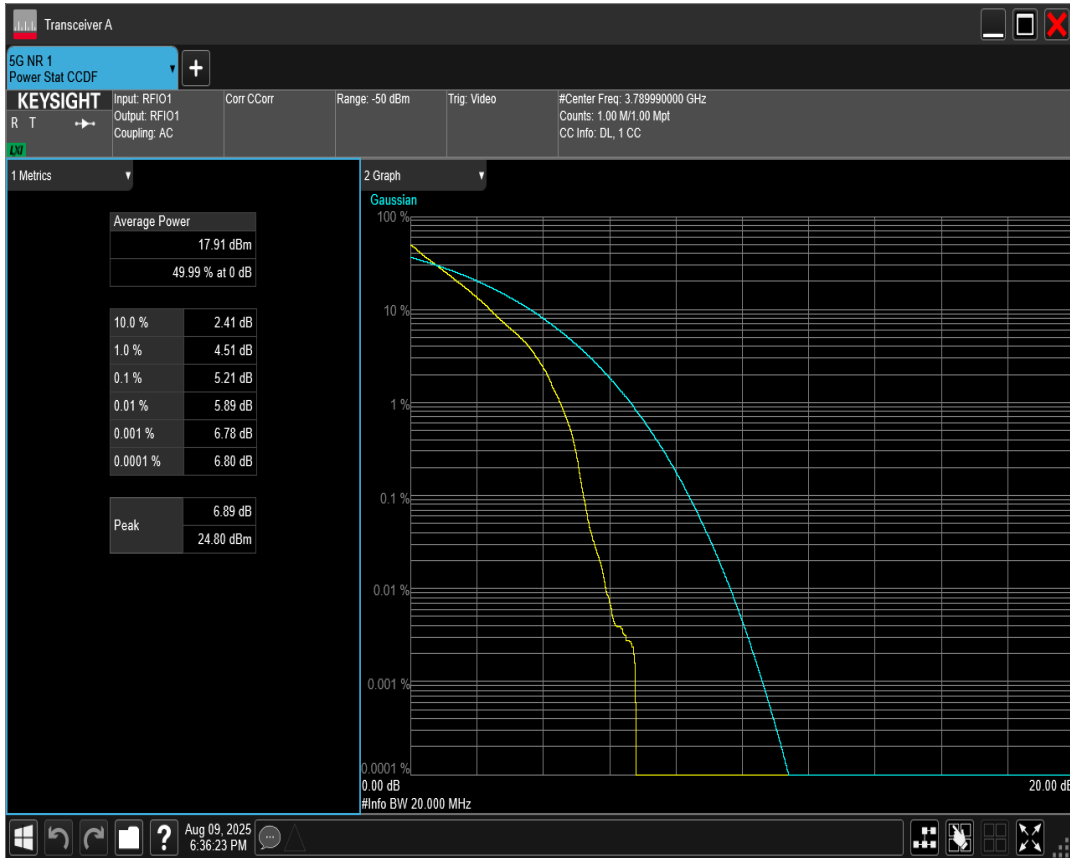 Transceiver A
5G NR 1
Power Stat CCDF
+
KEYSIGHT
R T
LXI
Input: RFIO1
Output: RFIO1
Coupling: AC
Corr CCorr
Range: -50 dBm
Trig: Video
#Center Freq: 3.789990000 GHz
Counts: 1.00 M/1.00 Mpt
CC Info: DL, 1 CC
1 Metrics
Average Power
17.91 dBm
49.99 % at 0 dB
10.0 % 2.41 dB
1.0 % 4.51 dB
0.1 % 5.21 dB
0.01 % 5.89 dB
0.001 % 6.78 dB
0.0001 % 6.80 dB
Peak
6.89 dB
24.80 dBm
2 Graph
Gaussian
100 %
10 %
1 %
0.1 %
0.01 %
0.001 %
0.0001 %
0.00 dB
20.00 dB
#Info BW 20.000 MHz
?
Aug 09, 2025
6:36:23 PM